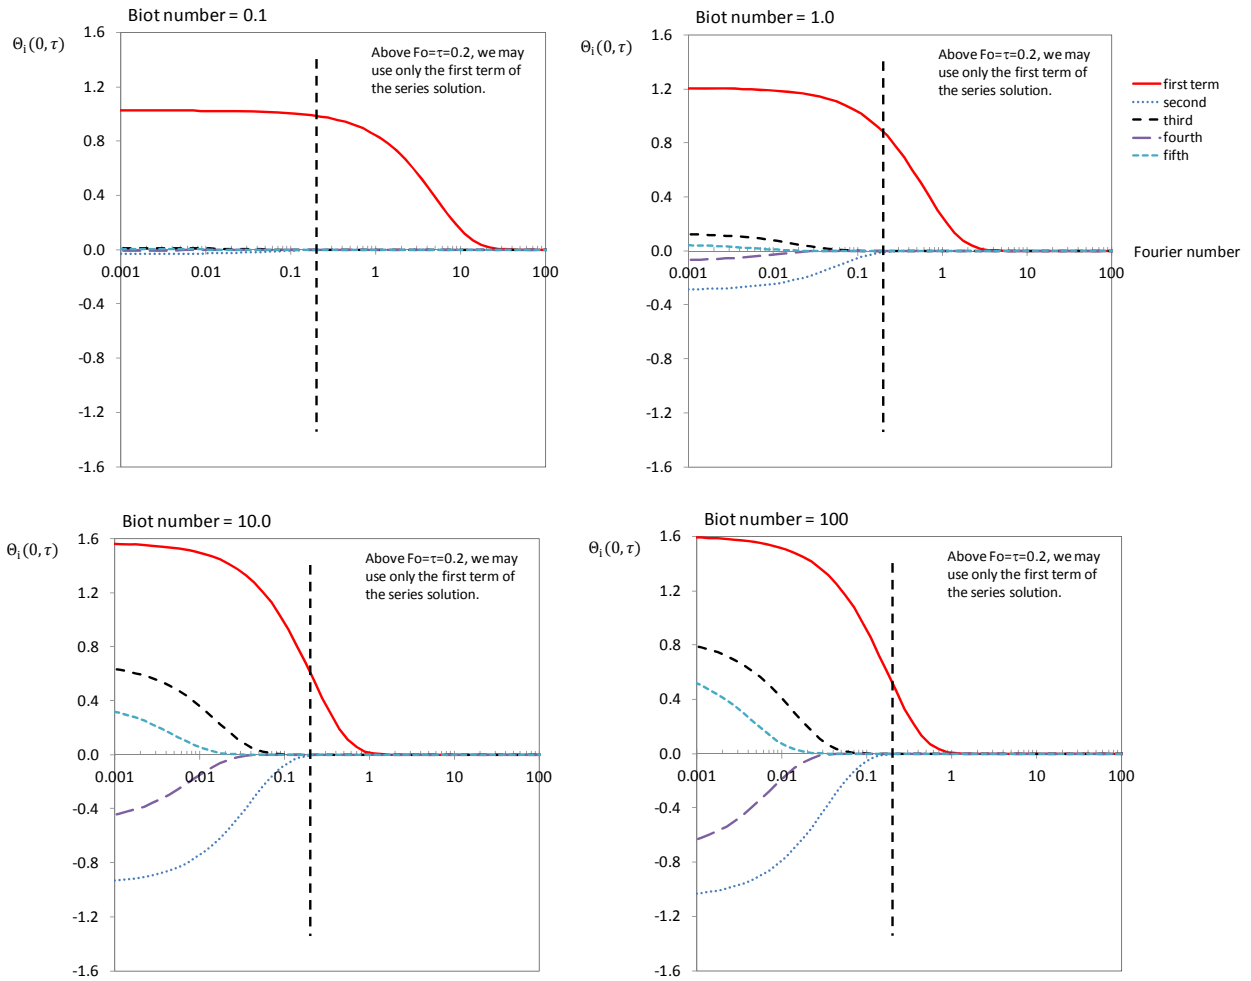 Biot number = 0.1
Θi(0,τ)
1.6
1.2
0.8
0.4
0.0
-0.4
-0.8
-1.2
-1.6
0.001 0.01 0.1 1 10 100
Above Fo=τ=0.2, we may
use only the first term of
the series solution.
Biot number = 1.0
Θi(0,τ)
1.6
1.2
0.8
0.4
0.0
-0.4
-0.8
-1.2
-1.6
0.001 0.01 0.1 1 10 100
Above Fo=τ=0.2, we may
use only the first term of
the series solution.
first term
second
third
fourth
fifth
Fourier number
Biot number = 10.0
Θi(0,τ)
1.6
1.2
0.8
0.4
0.0
-0.4
-0.8
-1.2
-1.6
0.001 0.01 0.1 1 10 100
Above Fo=τ=0.2, we may
use only the first term of
the series solution.
Biot number = 100
Θi(0,τ)
1.6
1.2
0.8
0.4
0.0
-0.4
-0.8
-1.2
-1.6
0.001 0.01 0.1 1 10 100
Above Fo=τ=0.2, we may
use only the first term of
the series solution.